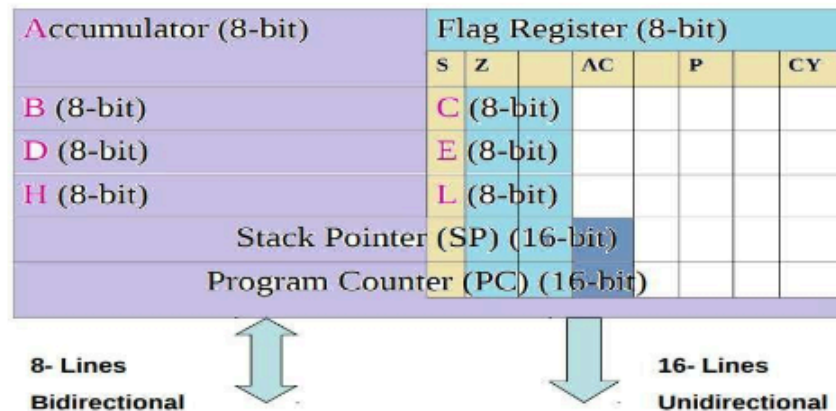 Accumulator (8-bit) Flag Register (8-bit)
S Z AC P CY
B (8-bit) C (8-bit)
D (8-bit) E (8-bit)
H (8-bit) L (8-bit)
Stack Pointer (SP) (16-bit)
Program Counter (PC) (16-bit)
8- Lines 16- Lines
Bidirectional Unidirectional